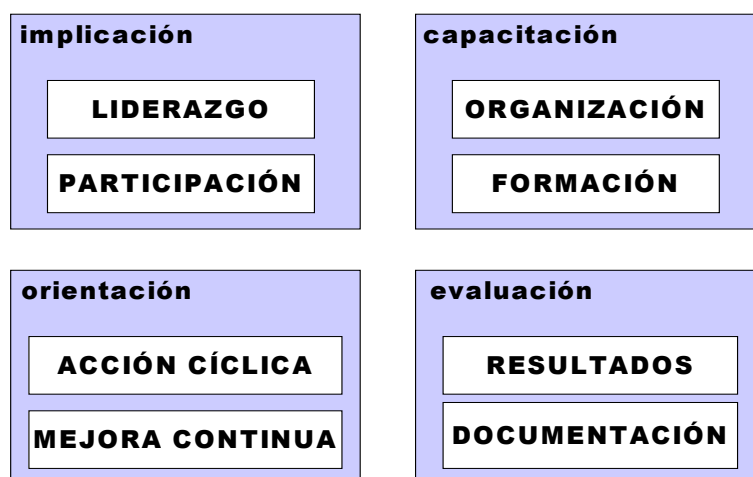 implicación
LIDERAZGO
PARTICIPACIÓN
capacitación
ORGANIZACIÓN
FORMACIÓN
orientación
ACCIÓN CÍCLICA
MEJORA CONTINUA
evaluación
RESULTADOS
DOCUMENTACIÓN